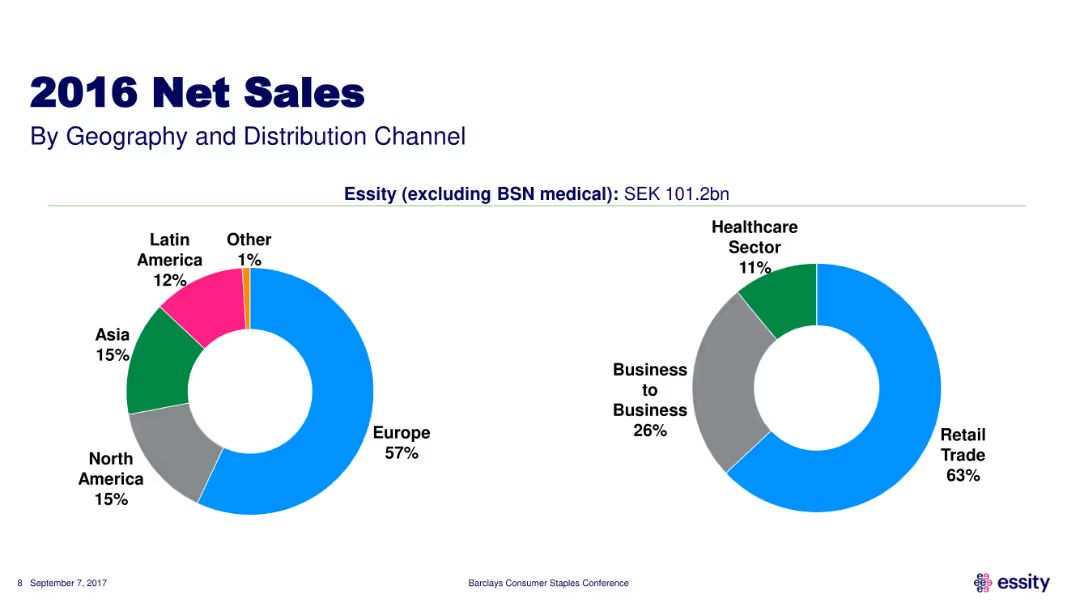 2016 Net Sales
By Geography and Distribution Channel
Essity (excluding BSN medical): SEK 101.2bn
Latin
America
12%
Other
1%
Asia
15%
North
America
15%
Europe
57%
Healthcare
Sector
11%
Business
to
Business
26%
Retail
Trade
63%
8 September 7, 2017
Barclays Consumer Staples Conference
essity